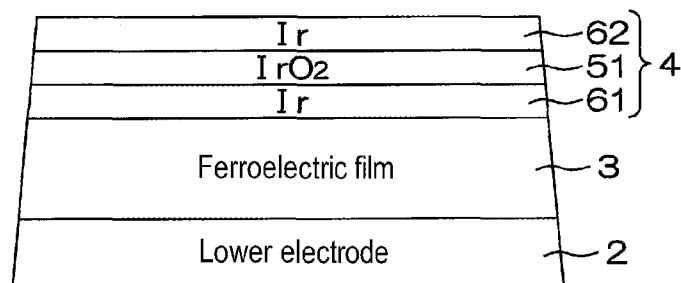 Ir 62
IrO2 51 4
Ir 61
Ferroelectric film 3
Lower electrode 2